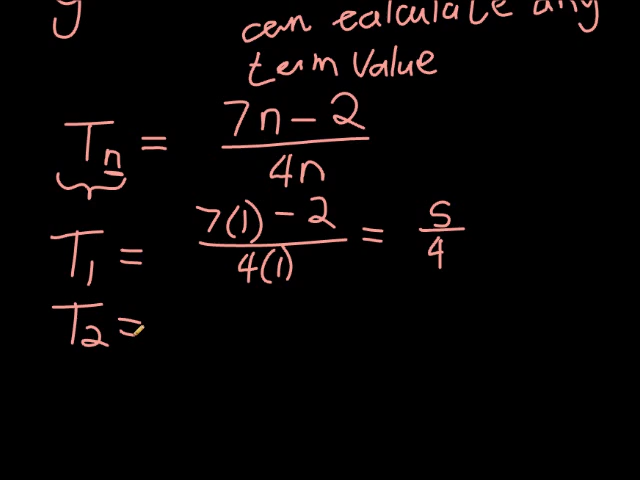 y
can calculate any
term Value
Tn = 7n - 2 / 4n
T1 = 7(1) - 2 / 4(1) = 5/4
T2 =